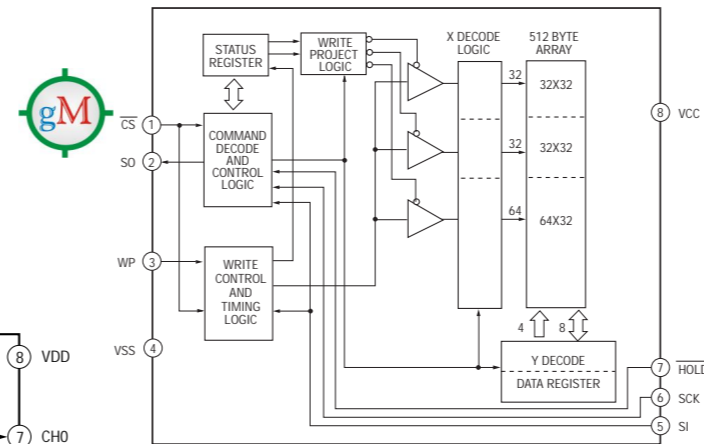 STATUS
REGISTER
WRITE
PROJECT
LOGIC
X DECODE
LOGIC
512 BYTE
ARRAY
32
32X32
32
32X32
64
64X32
gM
CS
1
SO
2
COMMAND
DECODE
AND
CONTROL
LOGIC
8
VCC
WP
3
WRITE
CONTROL
AND
TIMING
LOGIC
VSS
4
4
8
Y DECODE
DATA REGISTER
7
HOLD
6
SCK
5
SI
8
VDD
7
CH0